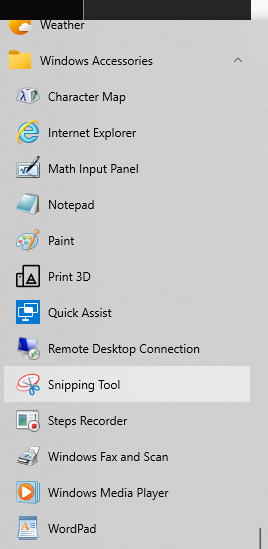 Weather
Windows Accessories
Character Map
Internet Explorer
Math Input Panel
Notepad
Paint
Print 3D
Quick Assist
Remote Desktop Connection
Snipping Tool
Steps Recorder
Windows Fax and Scan
Windows Media Player
WordPad